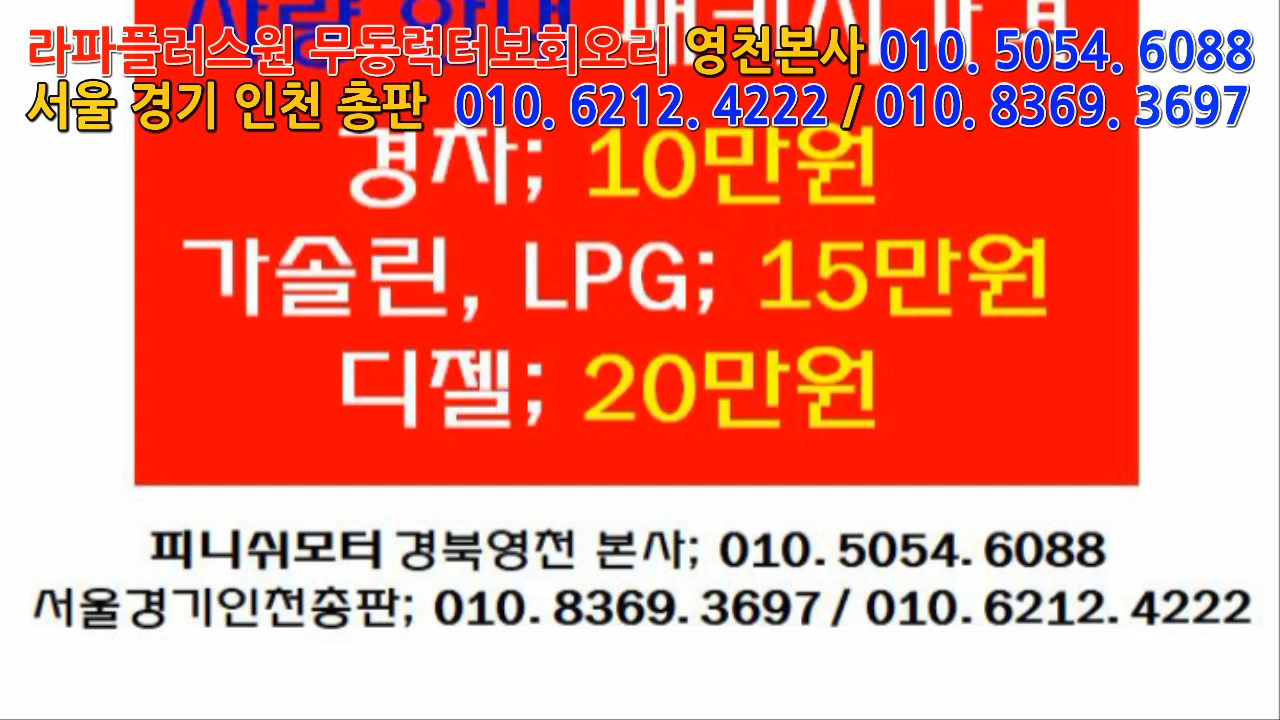 라파플러스원 무동력터보회오리 영천본사 010. 5054. 6088
서울 경기 인천 총판 010. 6212. 4222 / 010. 8369. 3697
경차; 10만원
가솔린, LPG; 15만원
디젤; 20만원
피니쉬모터 경북영천 본사; 010. 5054. 6088
서울경기인천총판; 010. 8369. 3697 / 010. 6212. 4222